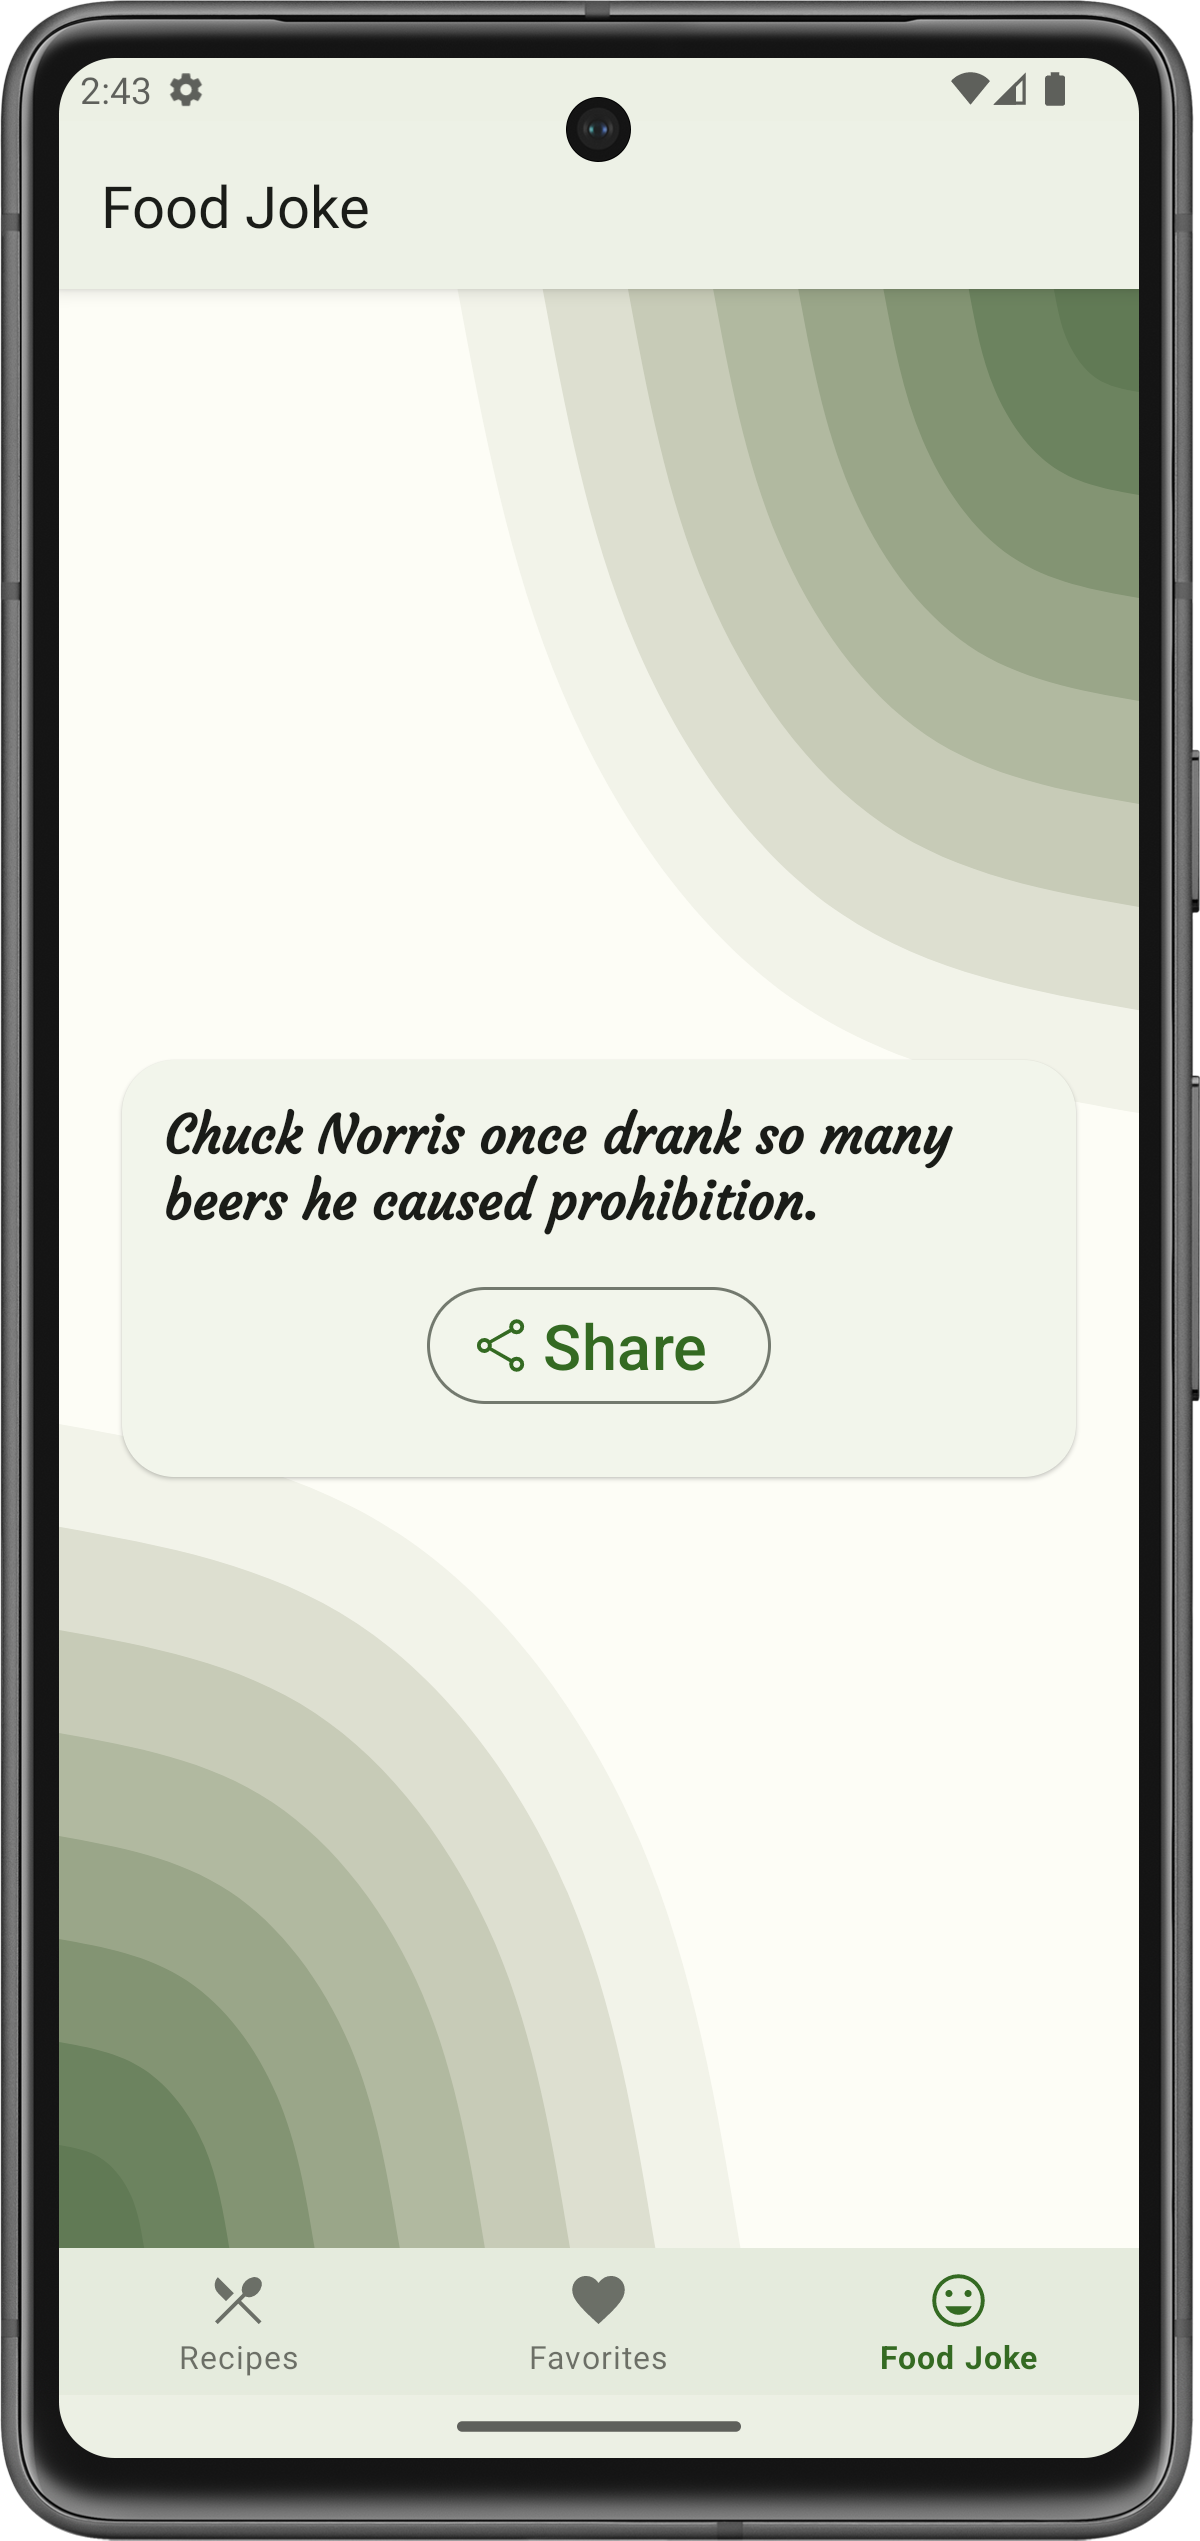 2:43
Food Joke
Chuck Norris once drank so many
beers he caused prohibition.
Share
Recipes
Favorites
Food Joke